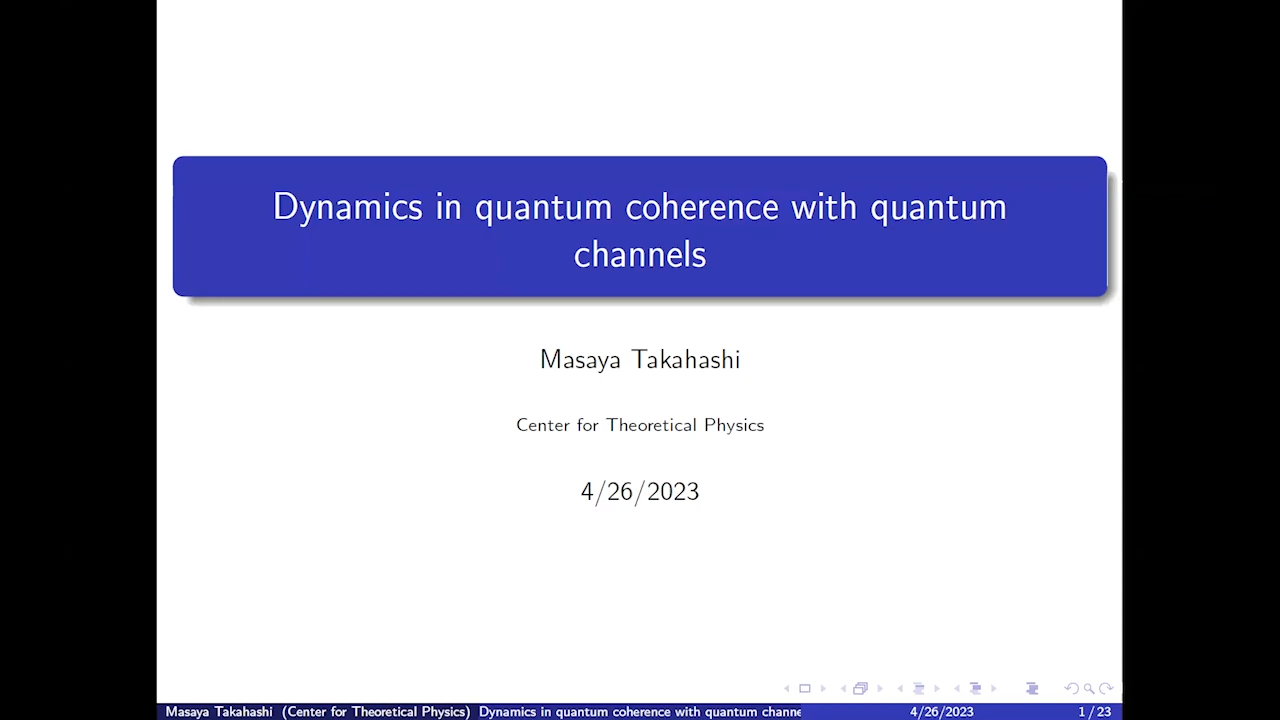 Dynamics in quantum coherence with quantum
channels
Masaya Takahashi
Center for Theoretical Physics
4/26/2023
Masaya Takahashi (Center for Theoretical Physics) Dynamics in quantum coherence with quantum channe 4/26/2023 1 / 23